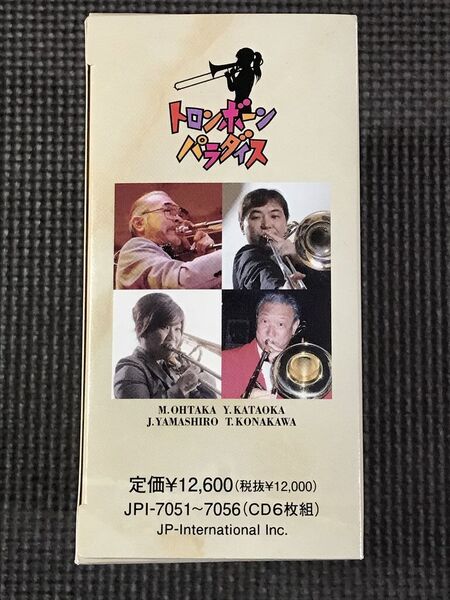 トロンボーン
パラダイス
M.OHTAKA Y.KATAOKA
J.YAMASHIRO T.KONAKAWA
定価¥12,600(税抜¥12,000)
JPI-7051~7056(CD6枚組)
JP-International Inc.